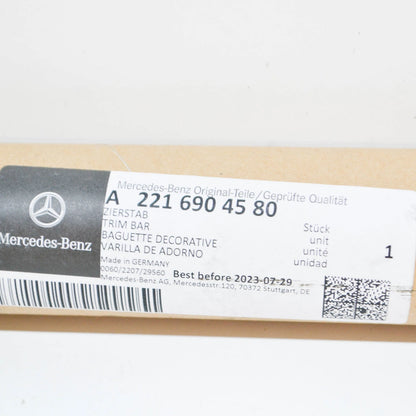 Mercedes-Benz Original-Teile/Geprüfte Qualität
A 221 690 45 80
ZIERSTAB
TRIM BAR
BAGUETTE DECORATIVE
VARILLA DE ADORNO
Stück
unit
unité
unidad
1
Made in GERMANY
0060/2207/29560
Best before 2023-07-29
Mercedes-Benz AG, Mercedesstr.120, 70372 Stuttgart, DE
Mercedes-Benz